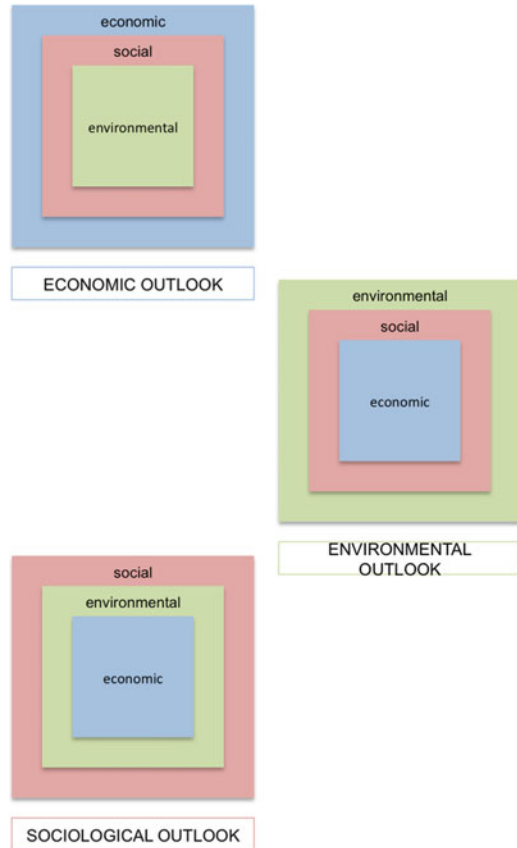 economic
social
environmental
ECONOMIC OUTLOOK
environmental
social
economic
ENVIRONMENTAL
OUTLOOK
social
environmental
economic
SOCIOLOGICAL OUTLOOK